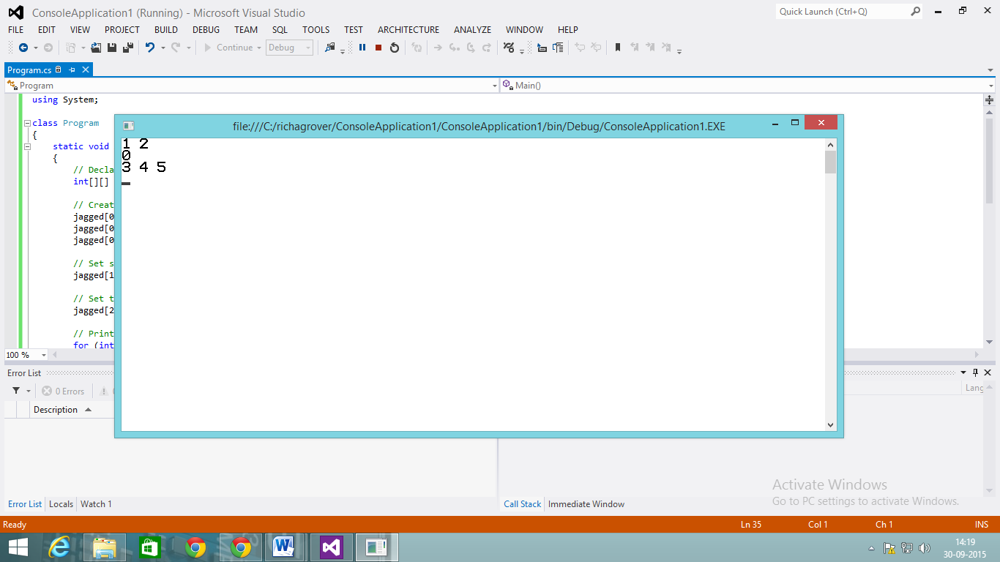 ConsoleApplication1 (Running) - Microsoft Visual Studio
Quick Launch (Ctrl+Q)
FILE EDIT VIEW PROJECT BUILD DEBUG TEAM SQL TOOLS TEST ARCHITECTURE ANALYZE WINDOW HELP
Continue Debug
Program.cs
Program Main()
using System;
class Program
{
static void
{
// Decla
int[][]
// Creat
jagged[0
jagged[0
jagged[0
// Set s
jagged[1
// Set t
jagged[2
// Print
for (int
file:///C:/richagrover/ConsoleApplication1/ConsoleApplication1/bin/Debug/ConsoleApplication1.EXE
1 2
0
3 4 5
100 %
Error List
0 Errors
Lang
Description
Activate Windows
Go to PC settings to activate Windows.
Error List Locals Watch 1 Call Stack Immediate Window
Ready Ln 35 Col 1 Ch 1 INS
14:19
30-09-2015